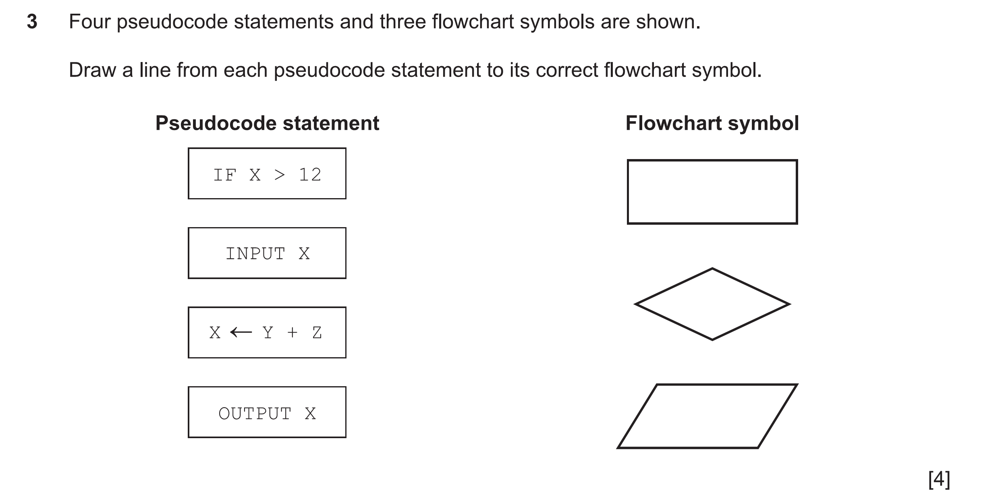 3 Four pseudocode statements and three flowchart symbols are shown.
Draw a line from each pseudocode statement to its correct flowchart symbol.
Pseudocode statement Flowchart symbol
IF X > 12
INPUT X
X ← Y + Z
OUTPUT X
[4]